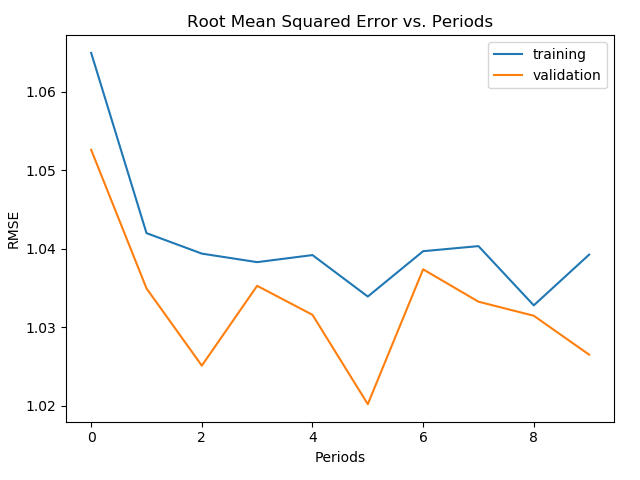 Root Mean Squared Error vs. Periods
training
validation
1.06
1.05
1.04
1.03
1.02
RMSE
0 2 4 6 8
Periods